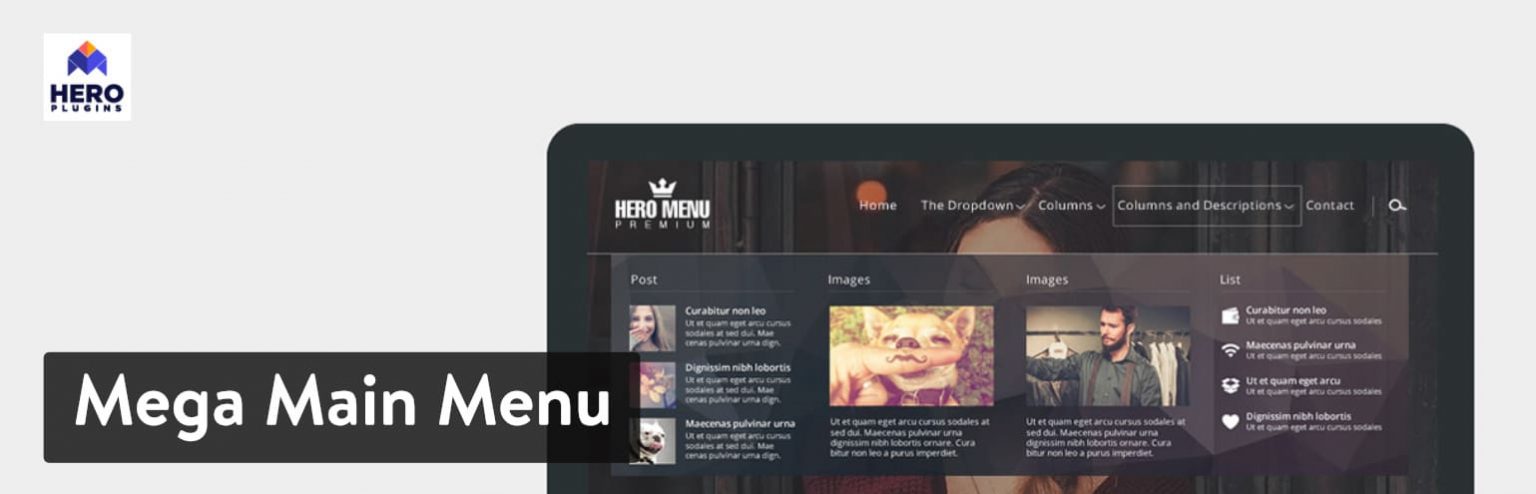 HERO
PLUGINS
HERO MENU
PREMIUM
Home The Dropdown Columns Columns and Descriptions Contact
Post
Curabitur non leo
Ut et quam eget arcu cursus
sodales at sed dui. Mae
cenas pulvinar urna dign.
Dignissim nibh lobortis
Ut et quam eget arcu cursus
sodales at sed dui. Mae
cenas pulvinar urna dign.
Maecenas pulvinar urna
Ut et quam eget arcu cursus
sodales at sed dui. Mae
cenas pulvinar urna dign.
Images
Ut et quam eget arcu cursus sodales at
sed dui. Maecenas pulvinar urna
dignissim nibh lobortis ornare. Cura
bitur non leo a purus imperdiet.
Images
Ut et quam eget arcu cursus sodales at
sed dui. Maecenas pulvinar urna
dignissim nibh lobortis ornare. Cura
bitur non leo a purus imperdiet.
List
Curabitur non leo
Ut et quam eget arcu cursus sodales
Maecenas pulvinar urna
Ut et quam eget arcu cursus sodales
Ut et quam eget arcu
Ut et quam eget arcu cursus sodales
Dignissim nibh lobortis
Ut et quam eget arcu cursus sodales
Mega Main Menu